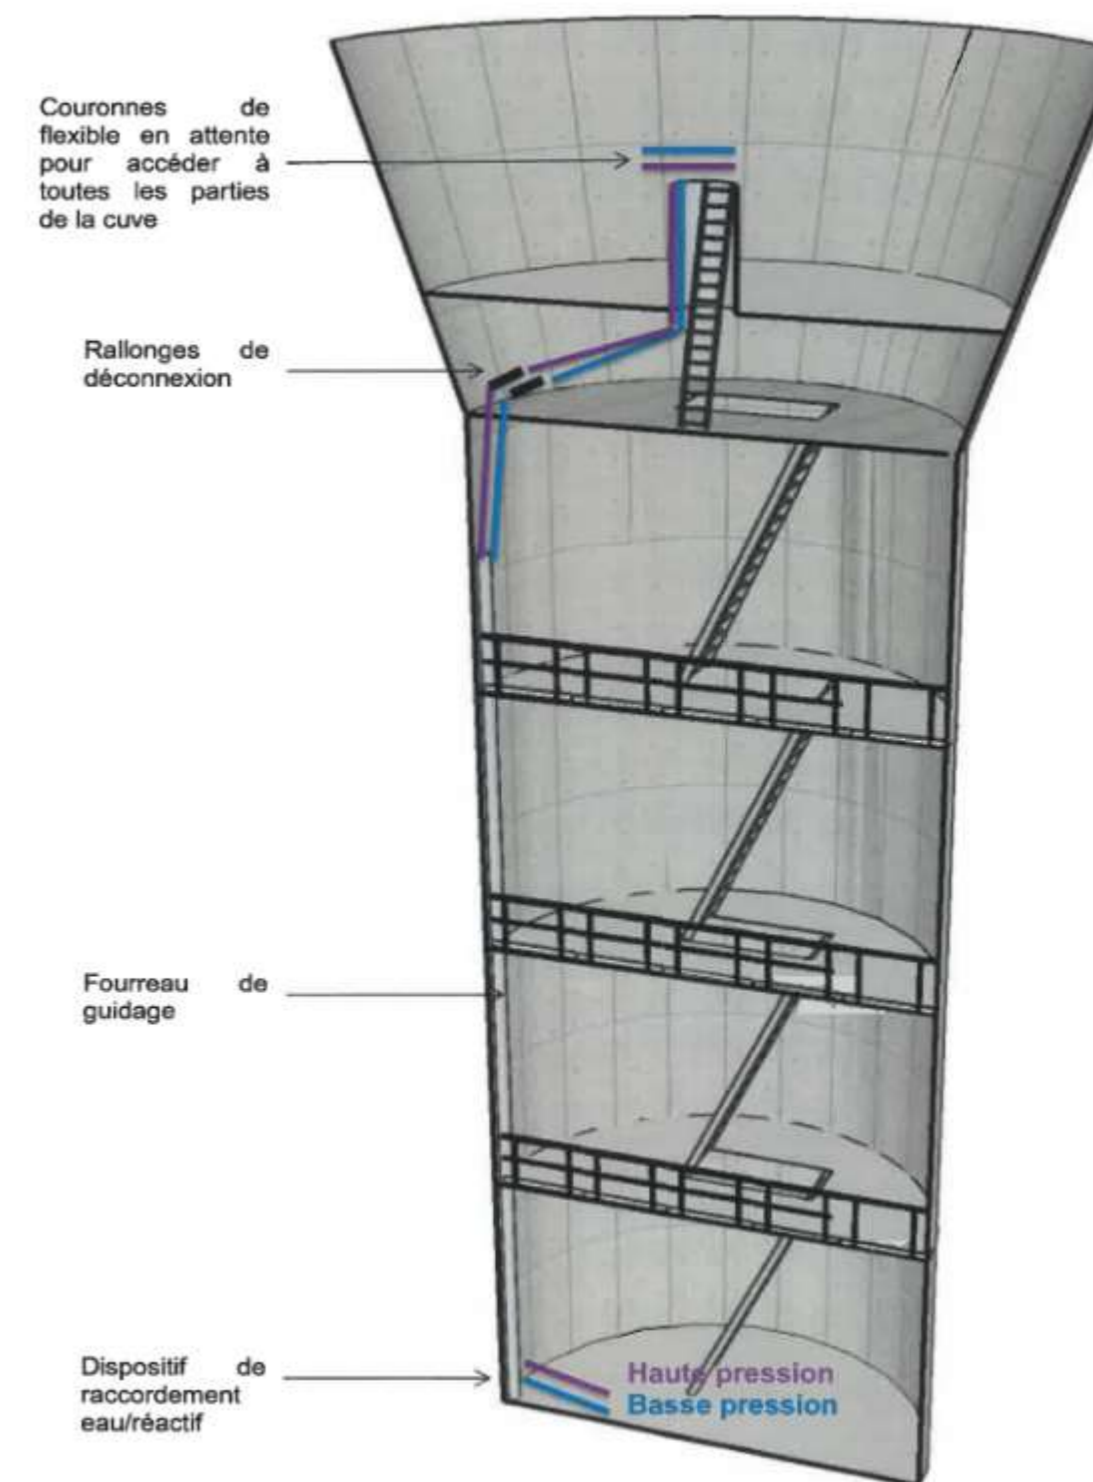 Couronnes de
flexible en attente
pour accéder à
toutes les parties
de la cuve
Rallonges de
déconnexion
Fourreau de
guidage
Dispositif de
raccordement
eau/réactif
Haute pression
Basse pression